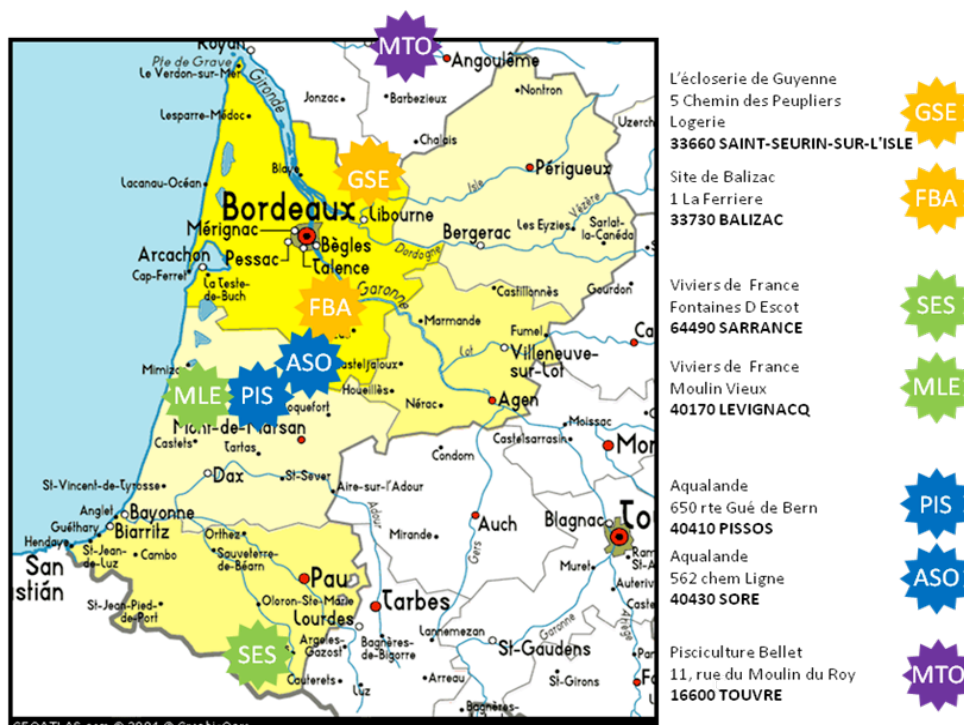 MTO
Royan
Angoulême
Pte de Grave
Le Verdon-sur-Mer
Gironde
Jonzac
Barbezieux
Nontron
Lesparre-Médoc
Chalais
Uzerch
Blaye
GSE
Périgueux
Isle
Lacanau-Océan
Bordeaux
Libourne
Vézère
Mérignac
Bergerac
Les Eyzies
Sarlat-
la-Canéda
Bègles
Arcachon
Pessac
Talence
Dordogne
Cap-Ferret
La Teste-
de-Buch
Garonne
Castillonnès
Gourdon
FBA
Marmande
Fumel
Lot
Villeneuve-
sur-Lot
ASO
Mimizan
Casteljaloux
Houeillès
MLE
PIS
Nérac
Agen
Roquefort
Mont-de-Marsan
Moissac
Castets
Tartas
Castelsarrasin
Mon
Condom
Dax
St-Sever
St-Vincent-de-Tyrosse
Aire-sur-l'Adour
Anglet
Bayonne
Adour
Auch
Blagnac
Tou
Guéthary
Biarritz
Orthez
Mirande
Gers
Hendaye
St-Jean-
de-Luz
Cambo
Sauveterre-
de-Béarn
Muret
San
stián
Pau
Auteriv
St-Jean-Pied-
de-Port
Oloron-Ste-Marie
Tarbes
Lourdes
Lannemezan
Garonne
Ariège
SES
Argelès-
Gazost
Bagnères-
de-Bigorre
St-Gaudens
Cauterets
Luz
Arreau
St-Girons
Bagnères-
L'écloserie de Guyenne
5 Chemin des Peupliers
Logerie
33660 SAINT-SEURIN-SUR-L'ISLE
GSE
Site de Balizac
1 La Ferriere
33730 BALIZAC
FBA
Viviers de France
Fontaines D Escot
64490 SARRANCE
SES
Viviers de France
Moulin Vieux
40170 LEVIGNACQ
MLE
Aqualande
650 rte Gué de Bern
40410 PISSOS
PIS
Aqualande
562 chem Ligne
40430 SORE
ASO
Pisciculture Bellet
11, rue du Moulin du Roy
16600 TOUVRE
MTO